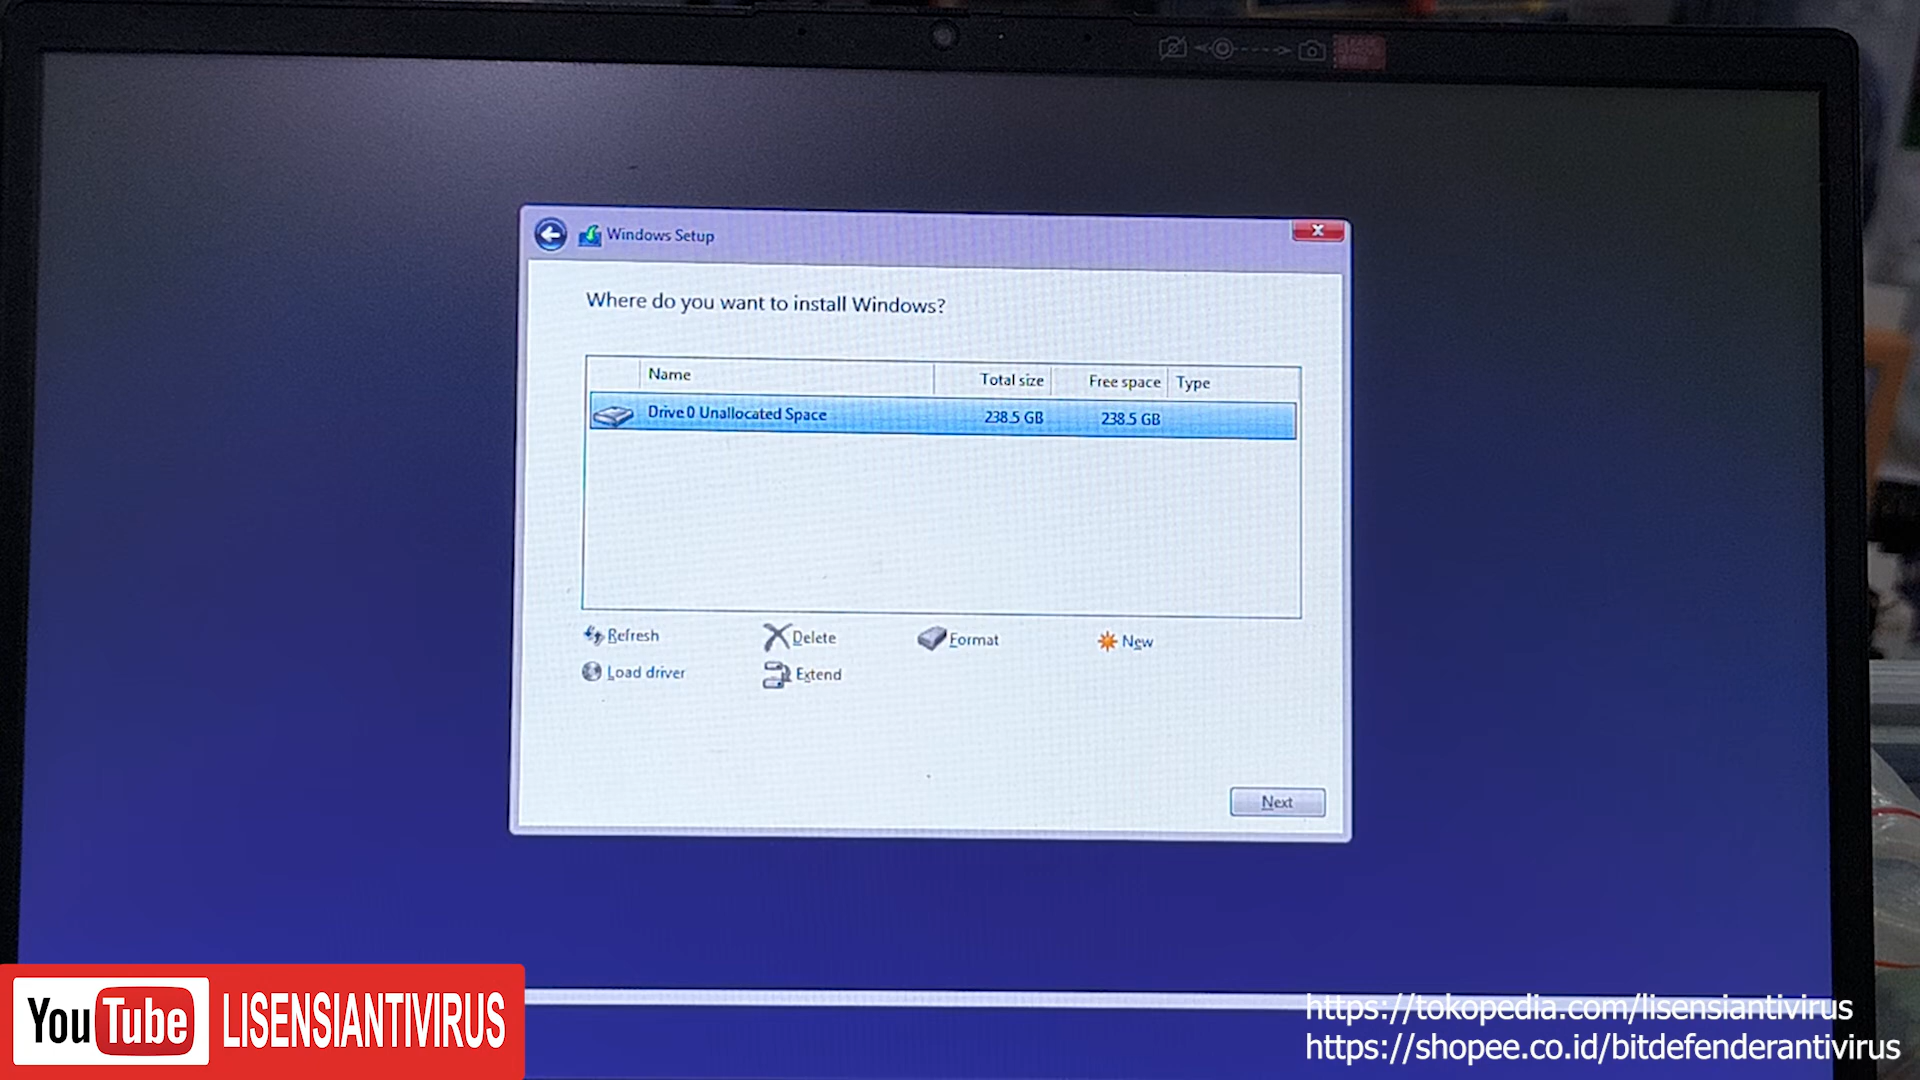 Windows Setup
Where do you want to install Windows?
Name Total size Free space Type
Drive 0 Unallocated Space 238.5 GB 238.5 GB
Refresh Delete Format New
Load driver Extend
Next
YouTube LISENSIANTIVIRUS
https://tokopedia.com/lisensiantivirus
https://shopee.co.id/bitdefenderantivirus